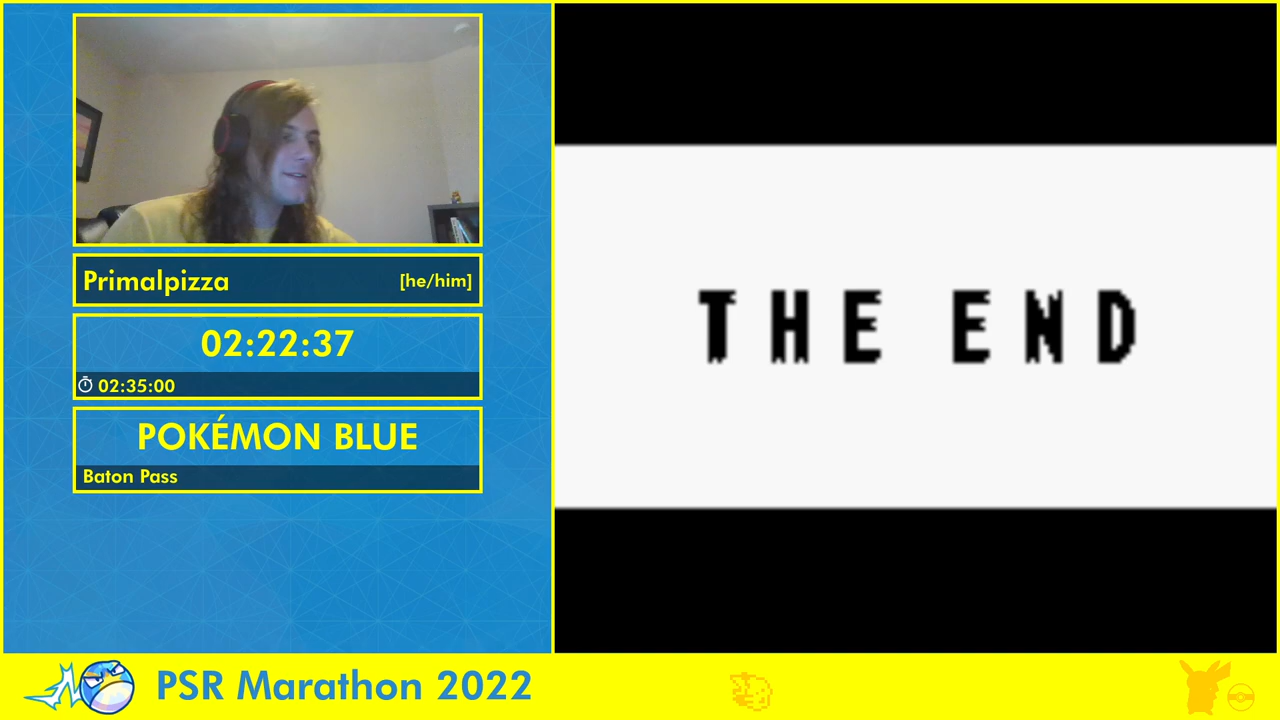 Primalpizza
[he/him]
02:22:37
02:35:00
POKÉMON BLUE
Baton Pass
THE END
PSR Marathon 2022